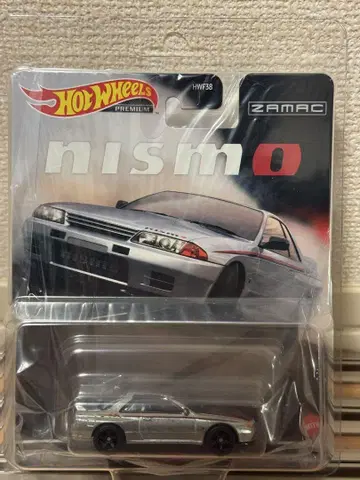 HOT WHEELS
PREMIUM
HWF38
ZAMAC
nismo